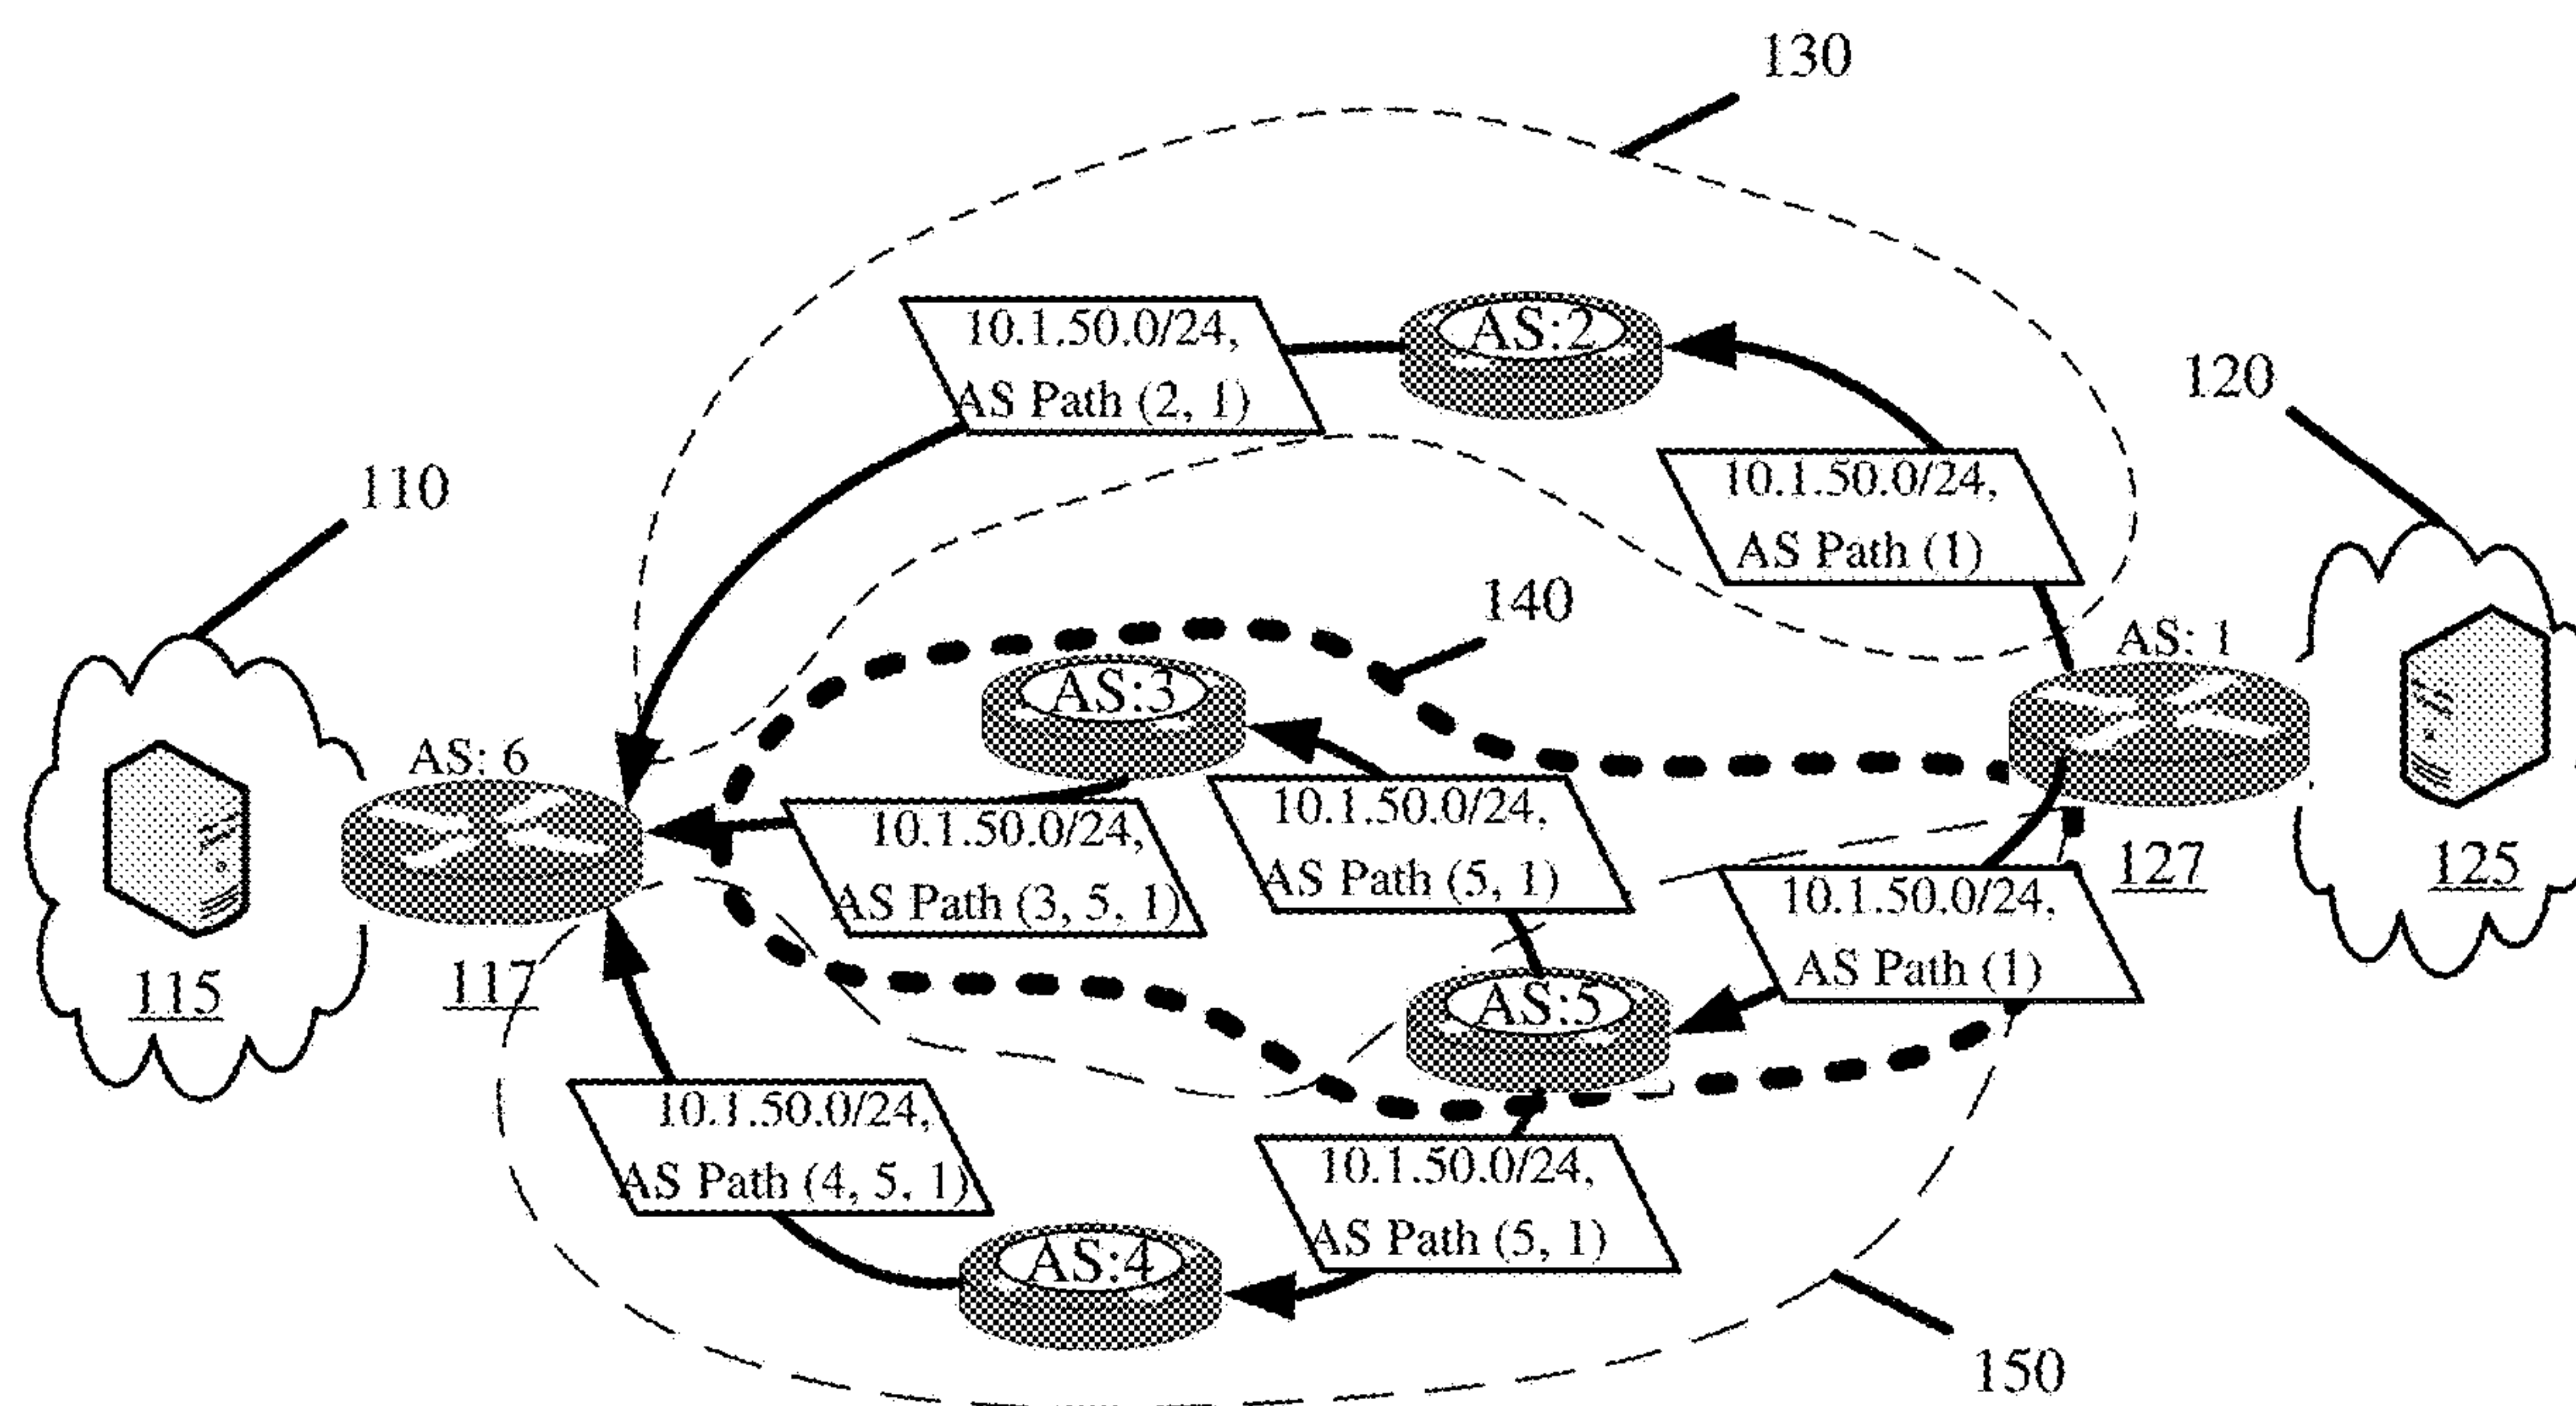 130
10.1.50.0/24,
AS Path (2, 1)
AS:2
120
110
10.1.50.0/24,
AS Path (1)
140
AS: 1
AS:3
AS: 6
10.1.50.0/24,
AS Path (5, 1)
10.1.50.0/24,
AS Path (3, 5, 1)
127
125
10.1.50.0/24,
AS Path (1)
115
117
AS:5
10.1.50.0/24,
AS Path (4, 5, 1)
10.1.50.0/24,
AS Path (5, 1)
AS:4
150